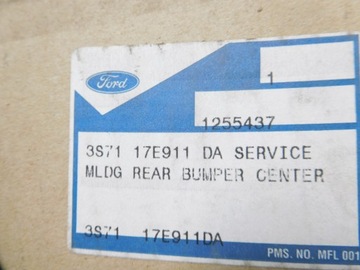 Ford
1
1255437
3S71 17E911 DA SERVICE
MLDG REAR BUMPER CENTER
3S71 17E911DA
PMS. NO. MFL 001